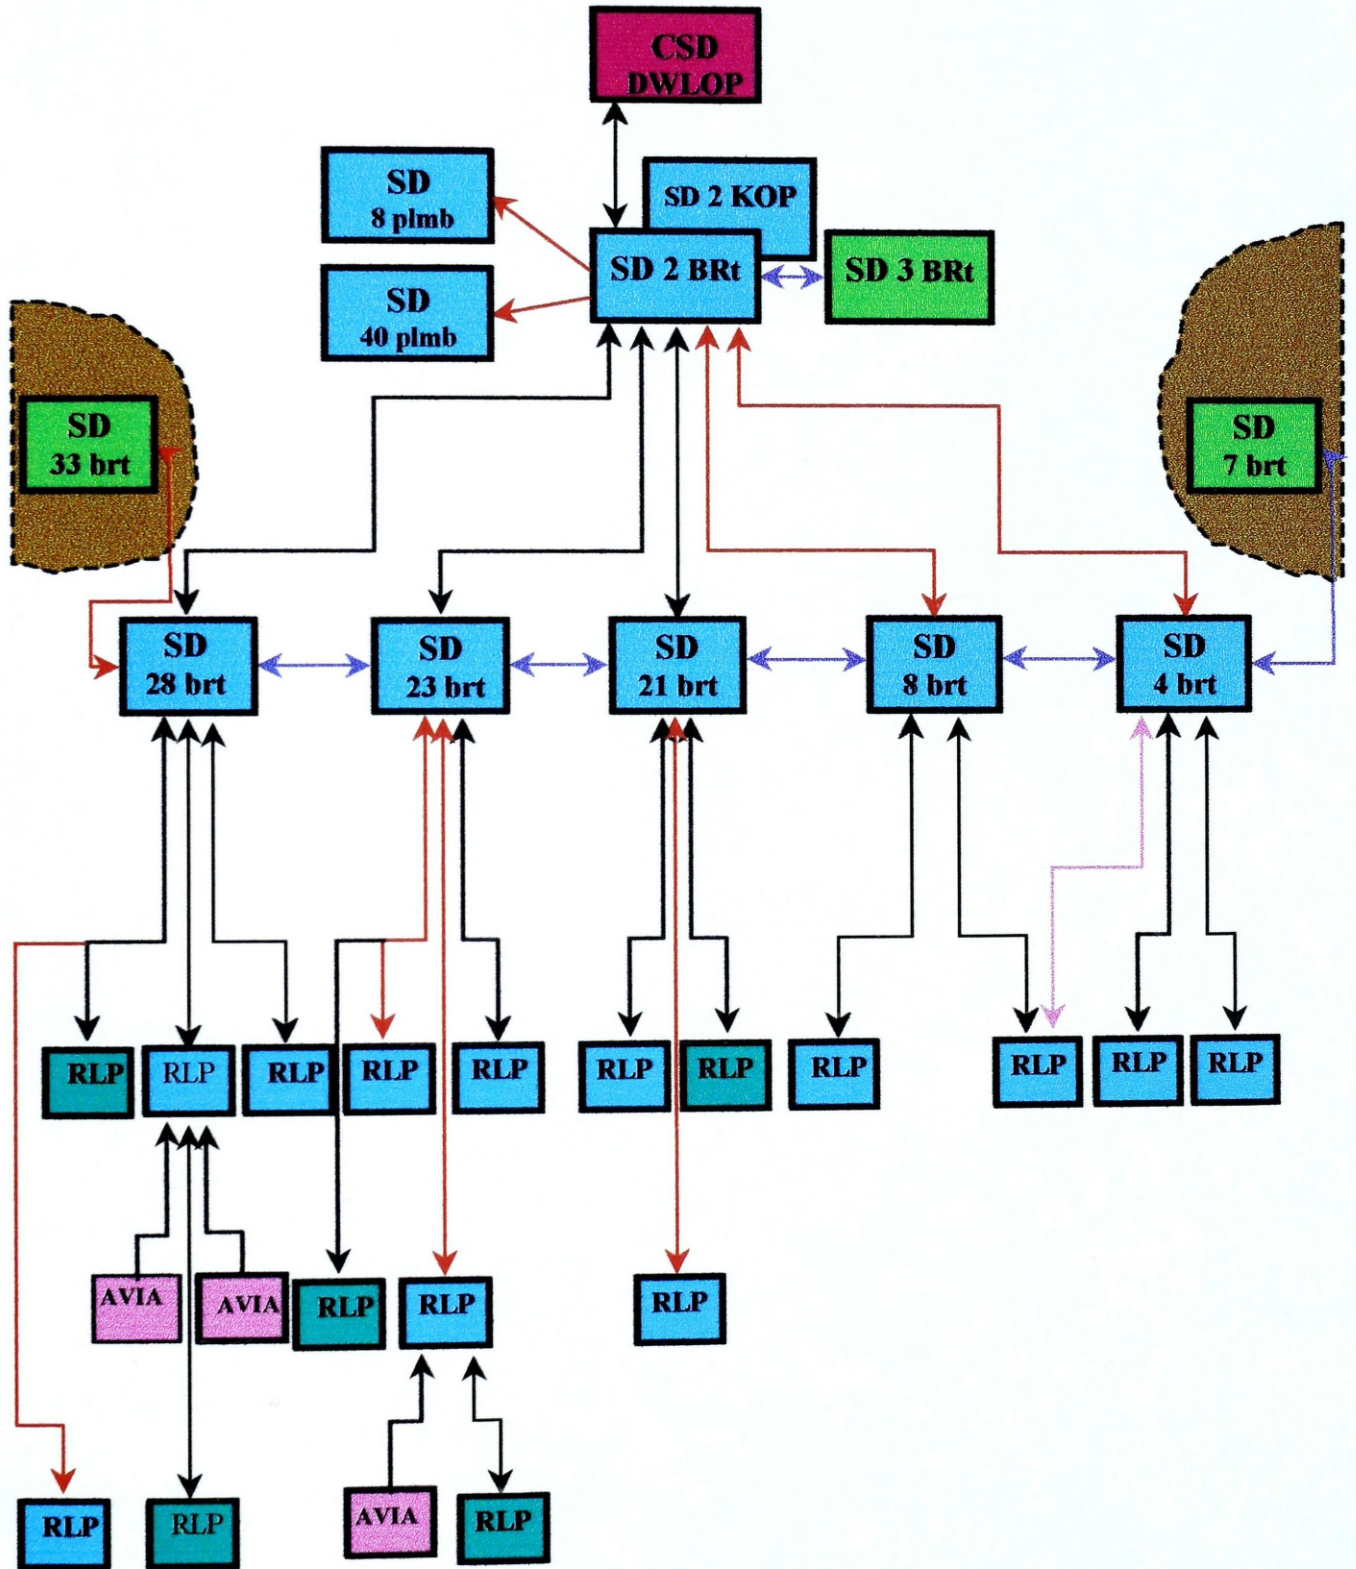 CSD
DWLOP
SD
8 plmb
SD 2 KOP
SD 2 BRt
SD 3 BRt
SD
40 plmb
SD
33 brt
SD
7 brt
SD
28 brt
SD
23 brt
SD
21 brt
SD
8 brt
SD
4 brt
RLP
RLP
RLP
RLP
RLP
RLP
RLP
RLP
RLP
RLP
RLP
AVIA
AVIA
RLP
RLP
RLP
RLP
RLP
AVIA
RLP